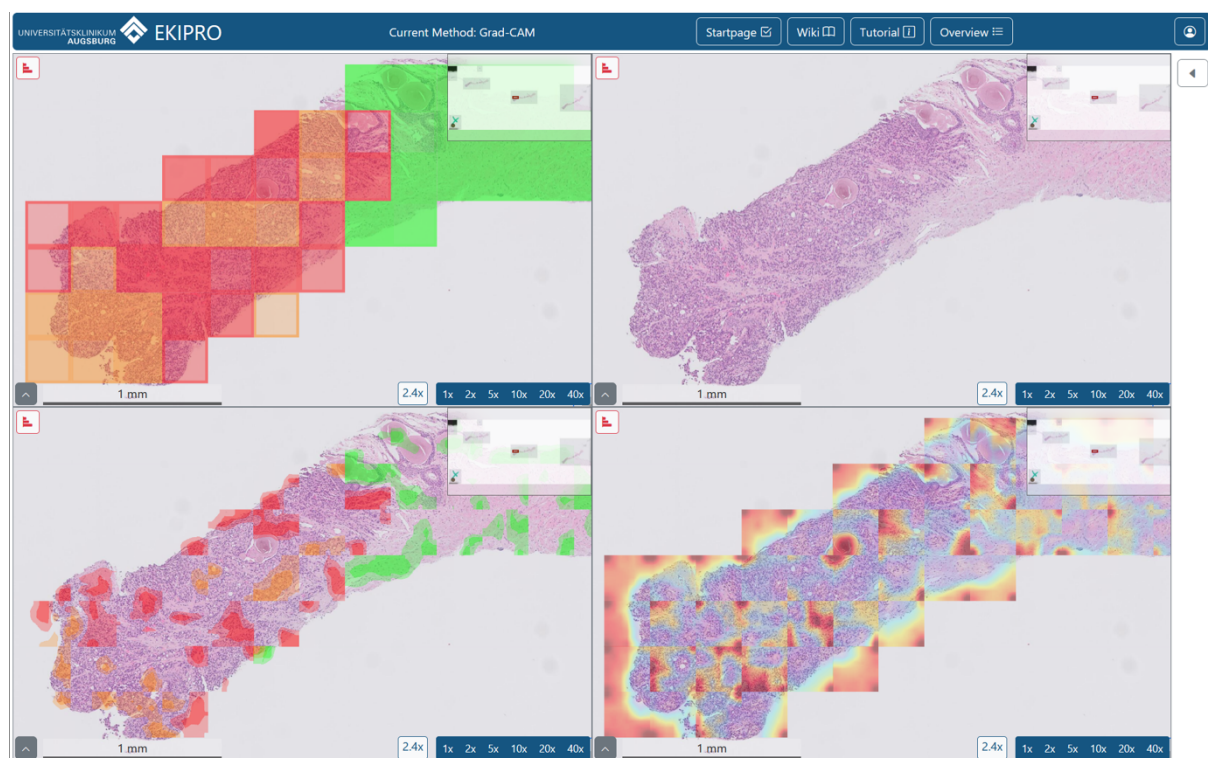 UNIVERSITÄTSKLINIKUM AUGSBURG EKIPRO Current Method: Grad-CAM Startpage Wiki Tutorial Overview
1 mm 2.4x 1x 2x 5x 10x 20x 40x 1 mm 2.4x 1x 2x 5x 10x 20x 40x
1 mm 2.4x 1x 2x 5x 10x 20x 40x 1 mm 2.4x 1x 2x 5x 10x 20x 40x